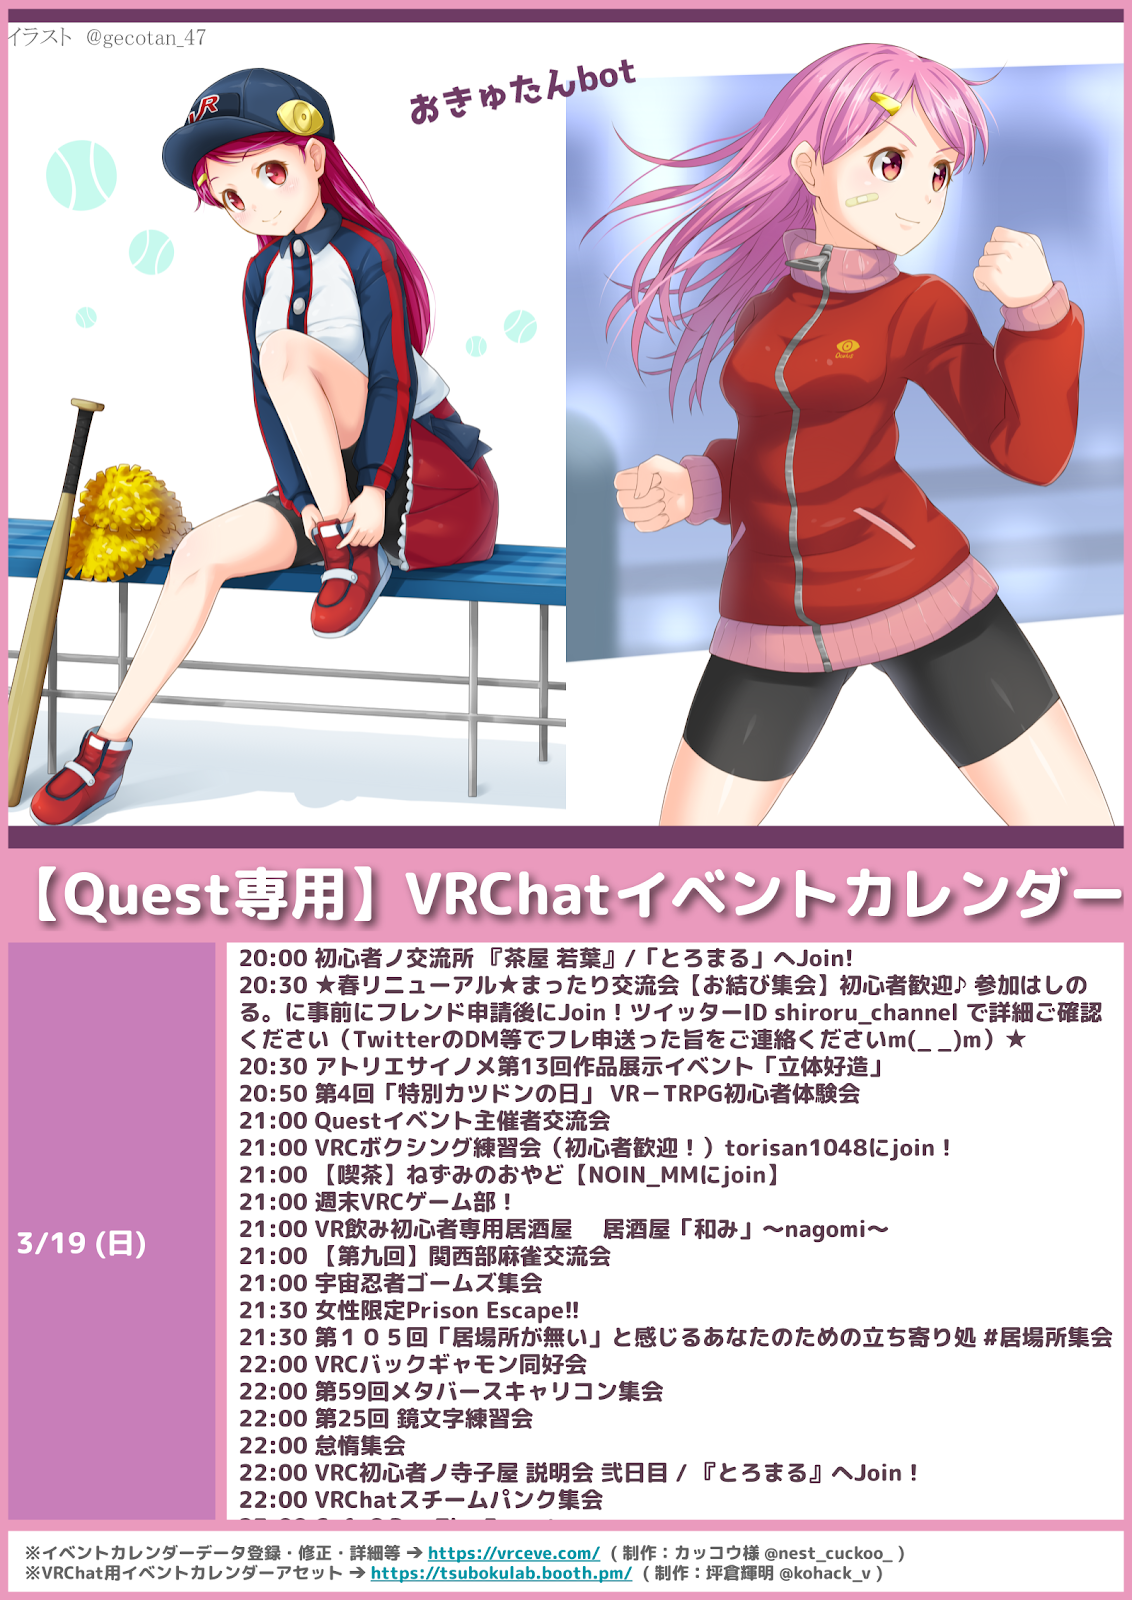 イラスト @gecotan_47
おきゅたんbot
VR
Quest
【Quest専用】VRChatイベントカレンダー
3/19 (日)
20:00 初心者ノ交流所 『茶屋 若葉』/「とろまる」へJoin!
20:30 ★春リニューアル★まったり交流会【お結び集会】初心者歓迎♪ 参加はしの
る。に事前にフレンド申請後にJoin！ツイッターID shiroru_channel で詳細ご確認
ください（TwitterのDM等でフレ申送った旨をご連絡くださいm(_ _)m）★
20:30 アトリエサイノメ第13回作品展示イベント「立体好造」
20:50 第4回「特別カツドンの日」 VR－TRPG初心者体験会
21:00 Questイベント主催者交流会
21:00 VRCボクシング練習会（初心者歓迎！）torisan1048にjoin！
21:00 【喫茶】ねずみのおやど【NOIN_MMにjoin】
21:00 週末VRCゲーム部！
21:00 VR飲み初心者専用居酒屋　居酒屋「和み」～nagomi～
21:00 【第九回】関西部麻雀交流会
21:00 宇宙忍者ゴームズ集会
21:30 女性限定Prison Escape!!
21:30 第１０５回「居場所が無い」と感じるあなたのための立ち寄り処 #居場所集会
22:00 VRCバックギャモン同好会
22:00 第59回メタバースキャリコン集会
22:00 第25回 鏡文字練習会
22:00 怠惰集会
22:00 VRC初心者ノ寺子屋 説明会 弐日目 / 『とろまる』へJoin！
22:00 VRChatスチームパンク集会
※イベントカレンダーデータ登録・修正・詳細等 ➔ https://vrceve.com/ ( 制作：カッコウ様 @nest_cuckoo_ )
※VRChat用イベントカレンダーアセット ➔ https://tsubokulab.booth.pm/ ( 制作：坪倉輝明 @kohack_v )